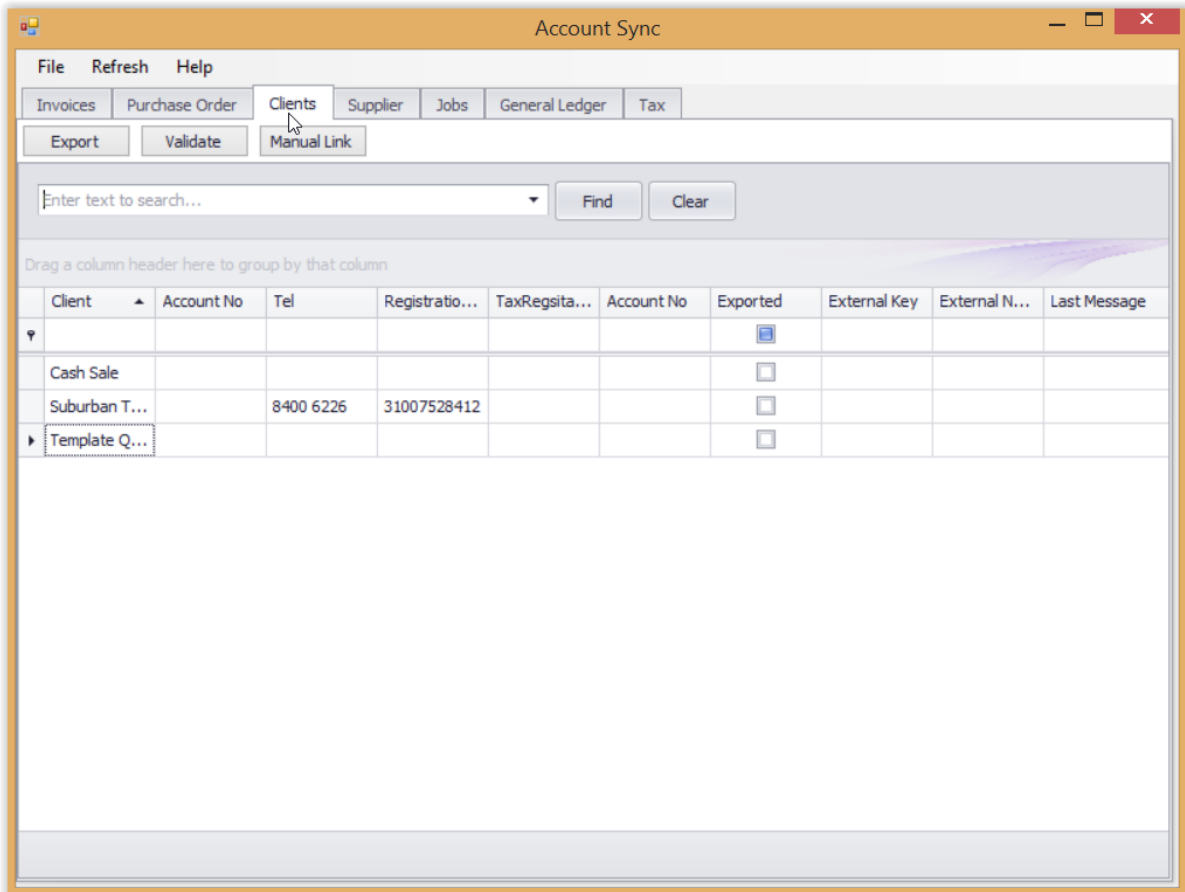 Account Sync
File Refresh Help
Invoices Purchase Order Clients Supplier Jobs General Ledger Tax
Export Validate Manual Link
Enter text to search... Find Clear
Drag a column header here to group by that column
Client Account No Tel Registratio... TaxRegsita... Account No Exported External Key External N... Last Message
Cash Sale
Suburban T... 8400 6226 31007528412
Template Q...